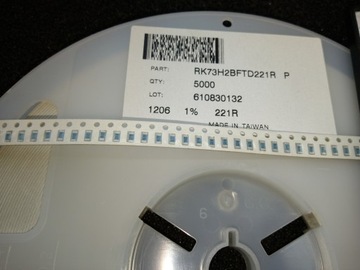 PART: RK73H2BFTD221R P
QTY: 5000
LOT: 610830132
1206 1% 221R
MADE IN TAIWAN